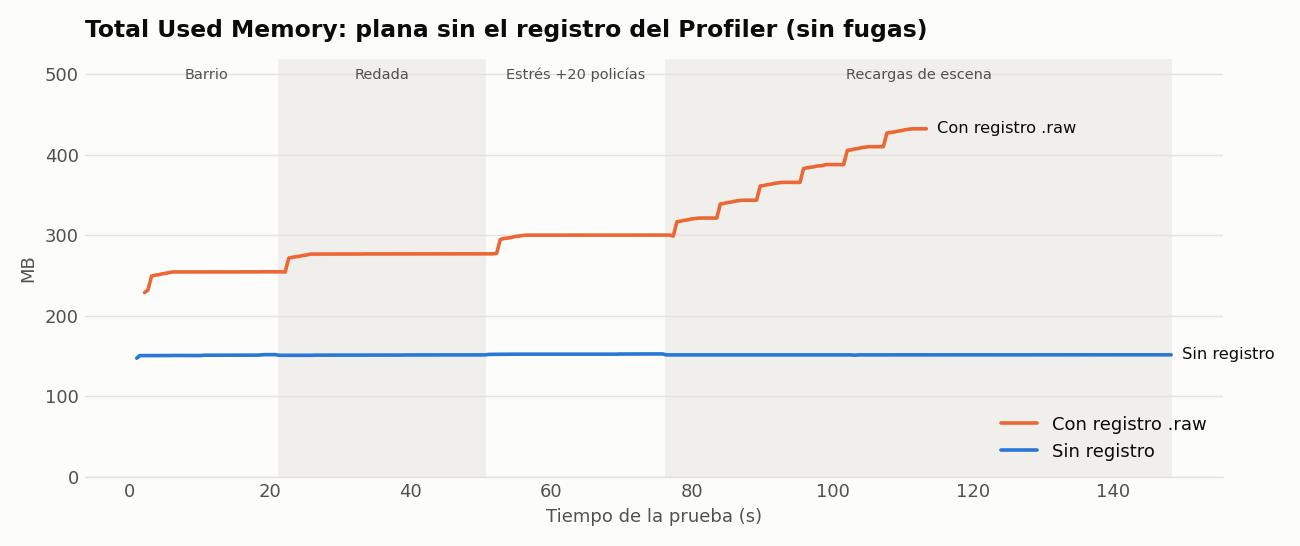 Total Used Memory: plana sin el registro del Profiler (sin fugas)
Barrio
Redada
Estrés +20 policías
Recargas de escena
500
400
300
200
100
0
MB
Con registro .raw
Sin registro
Con registro .raw
Sin registro
0 20 40 60 80 100 120 140
Tiempo de la prueba (s)